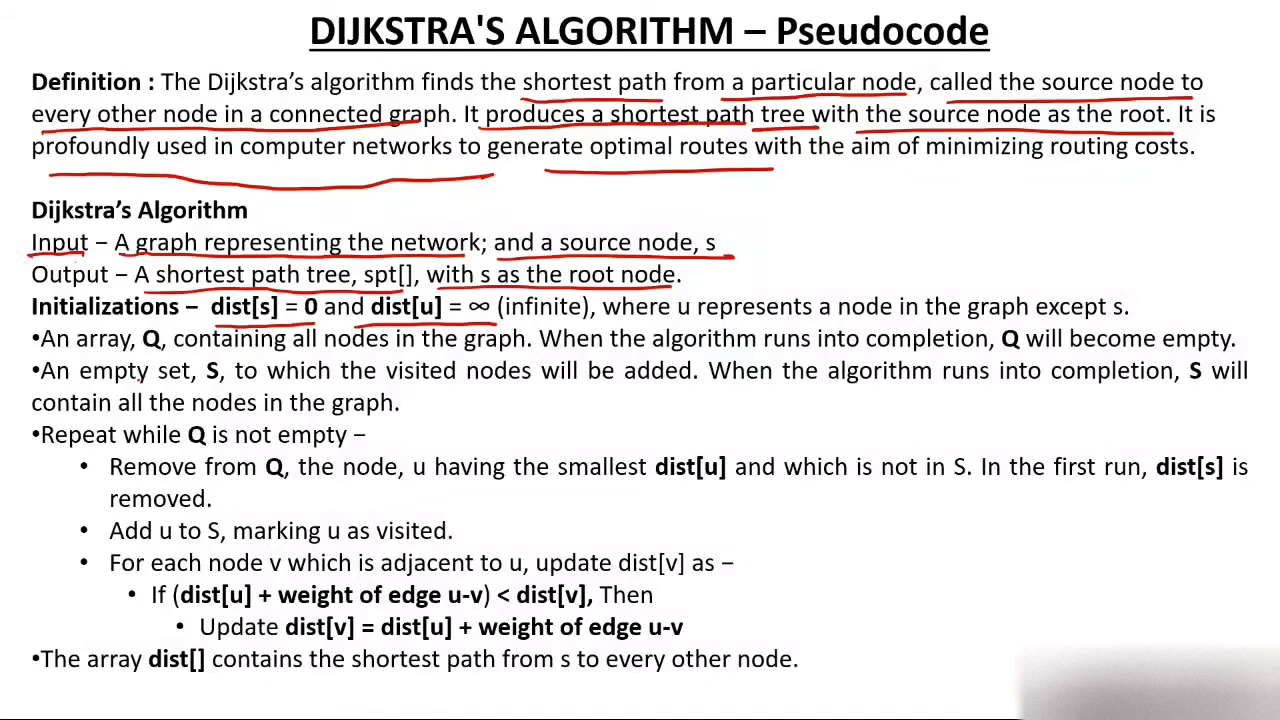 DIJKSTRA'S ALGORITHM – Pseudocode
Definition : The Dijkstra’s algorithm finds the shortest path from a particular node, called the source node to
every other node in a connected graph. It produces a shortest path tree with the source node as the root. It is
profoundly used in computer networks to generate optimal routes with the aim of minimizing routing costs.
Dijkstra’s Algorithm
Input − A graph representing the network; and a source node, s
Output − A shortest path tree, spt[], with s as the root node.
Initializations − dist[s] = 0 and dist[u] = ∞ (infinite), where u represents a node in the graph except s.
•An array, Q, containing all nodes in the graph. When the algorithm runs into completion, Q will become empty.
•An empty set, S, to which the visited nodes will be added. When the algorithm runs into completion, S will
contain all the nodes in the graph.
•Repeat while Q is not empty −
• Remove from Q, the node, u having the smallest dist[u] and which is not in S. In the first run, dist[s] is
removed.
• Add u to S, marking u as visited.
• For each node v which is adjacent to u, update dist[v] as −
• If (dist[u] + weight of edge u-v) < dist[v], Then
• Update dist[v] = dist[u] + weight of edge u-v
•The array dist[] contains the shortest path from s to every other node.